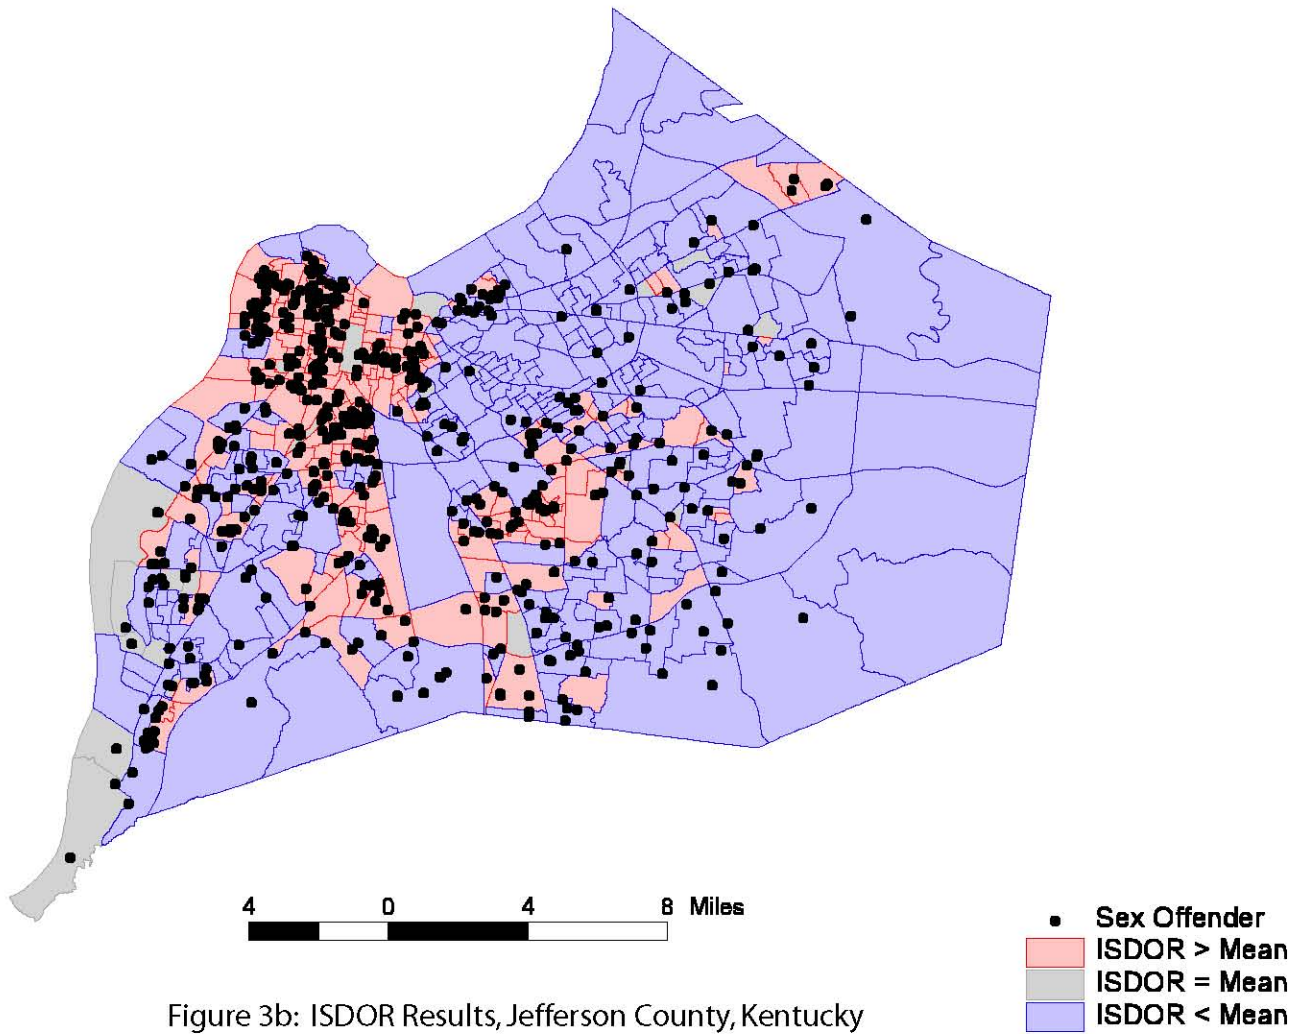 4 0 4 8 Miles
Sex Offender
ISDOR > Mean
ISDOR = Mean
ISDOR < Mean
Figure 3b: ISDOR Results, Jefferson County, Kentucky